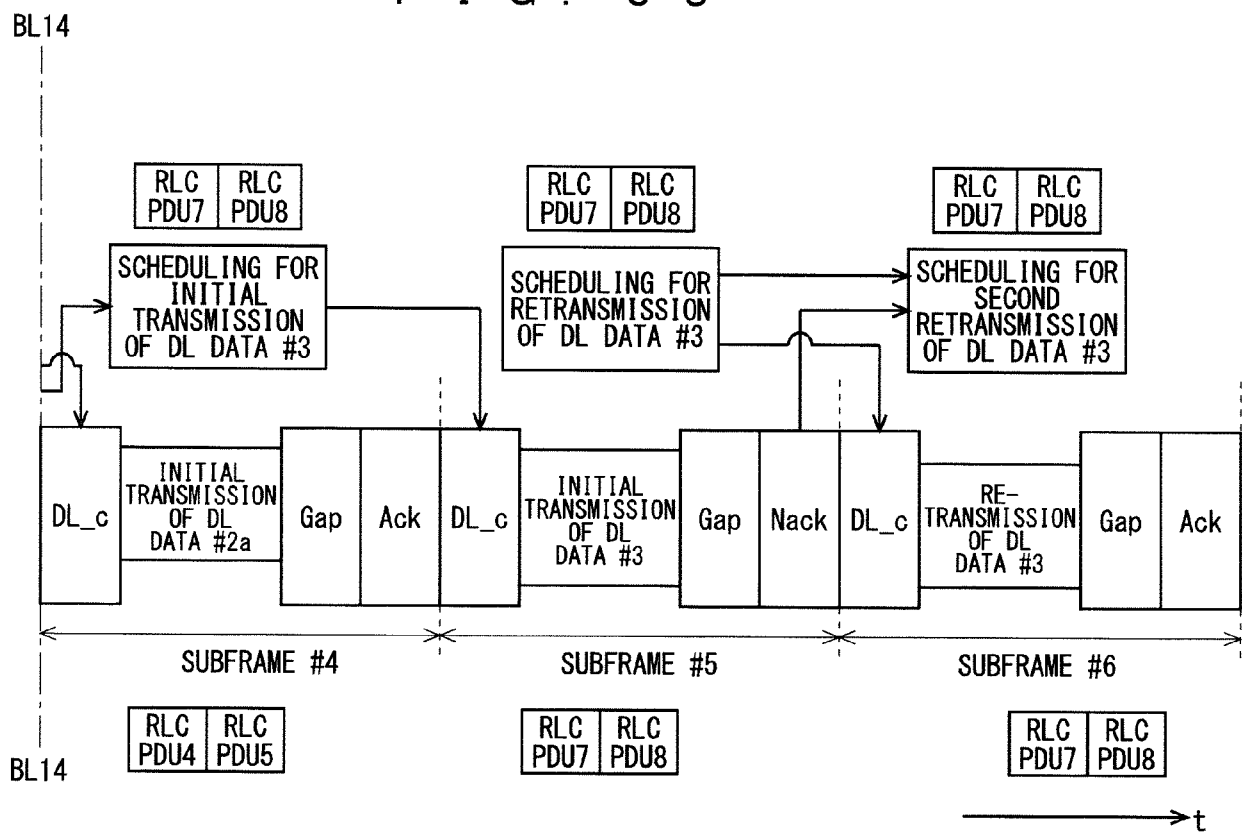 BL14
RLC PDU7 RLC PDU8
RLC PDU7 RLC PDU8
RLC PDU7 RLC PDU8
SCHEDULING FOR
INITIAL
TRANSMISSION
OF DL DATA #3
SCHEDULING FOR
RETRANSMISSION
OF DL DATA #3
SCHEDULING FOR
SECOND
RETRANSMISSION
OF DL DATA #3
DL_c
INITIAL
TRANSMISSION
OF DL
DATA #2a
Gap
Ack
DL_c
INITIAL
TRANSMISSION
OF DL
DATA #3
Gap
Nack
DL_c
RE-
TRANSMISSION
OF DL
DATA #3
Gap
Ack
SUBFRAME #4
SUBFRAME #5
SUBFRAME #6
RLC PDU4 RLC PDU5
RLC PDU7 RLC PDU8
RLC PDU7 RLC PDU8
BL14
t